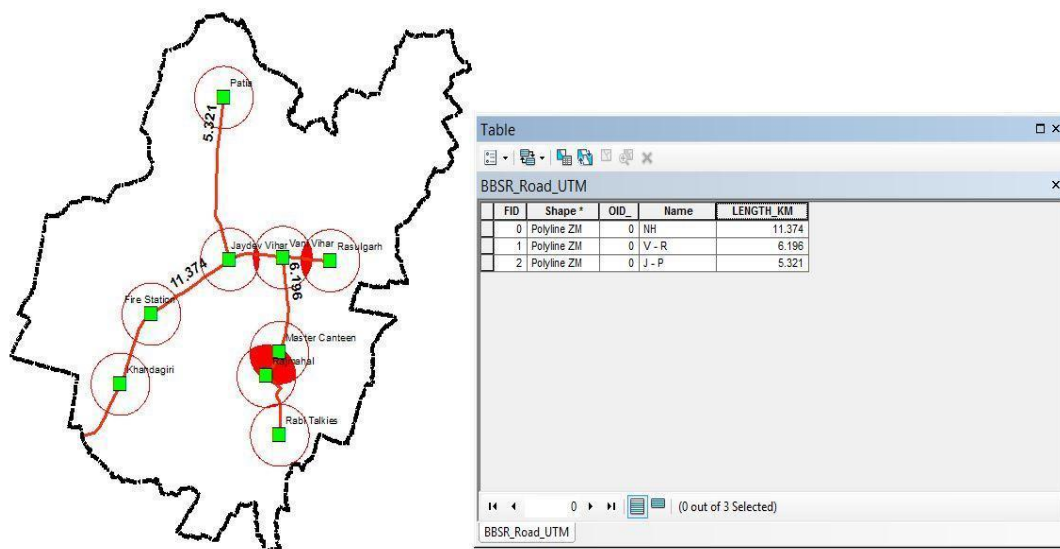 Patia
5.321
Jaydev Vihar
Vani Vihar
Rasulgarh
11.374
6.196
Fire Station
Master Canteen
Rajmahal
Khandagiri
Rabi Talkies
Table
BBSR_Road_UTM
FID Shape * OID_ Name LENGTH_KM
0 Polyline ZM 0 NH 11.374
1 Polyline ZM 0 V - R 6.196
2 Polyline ZM 0 J - P 5.321
0 (0 out of 3 Selected)
BBSR_Road_UTM